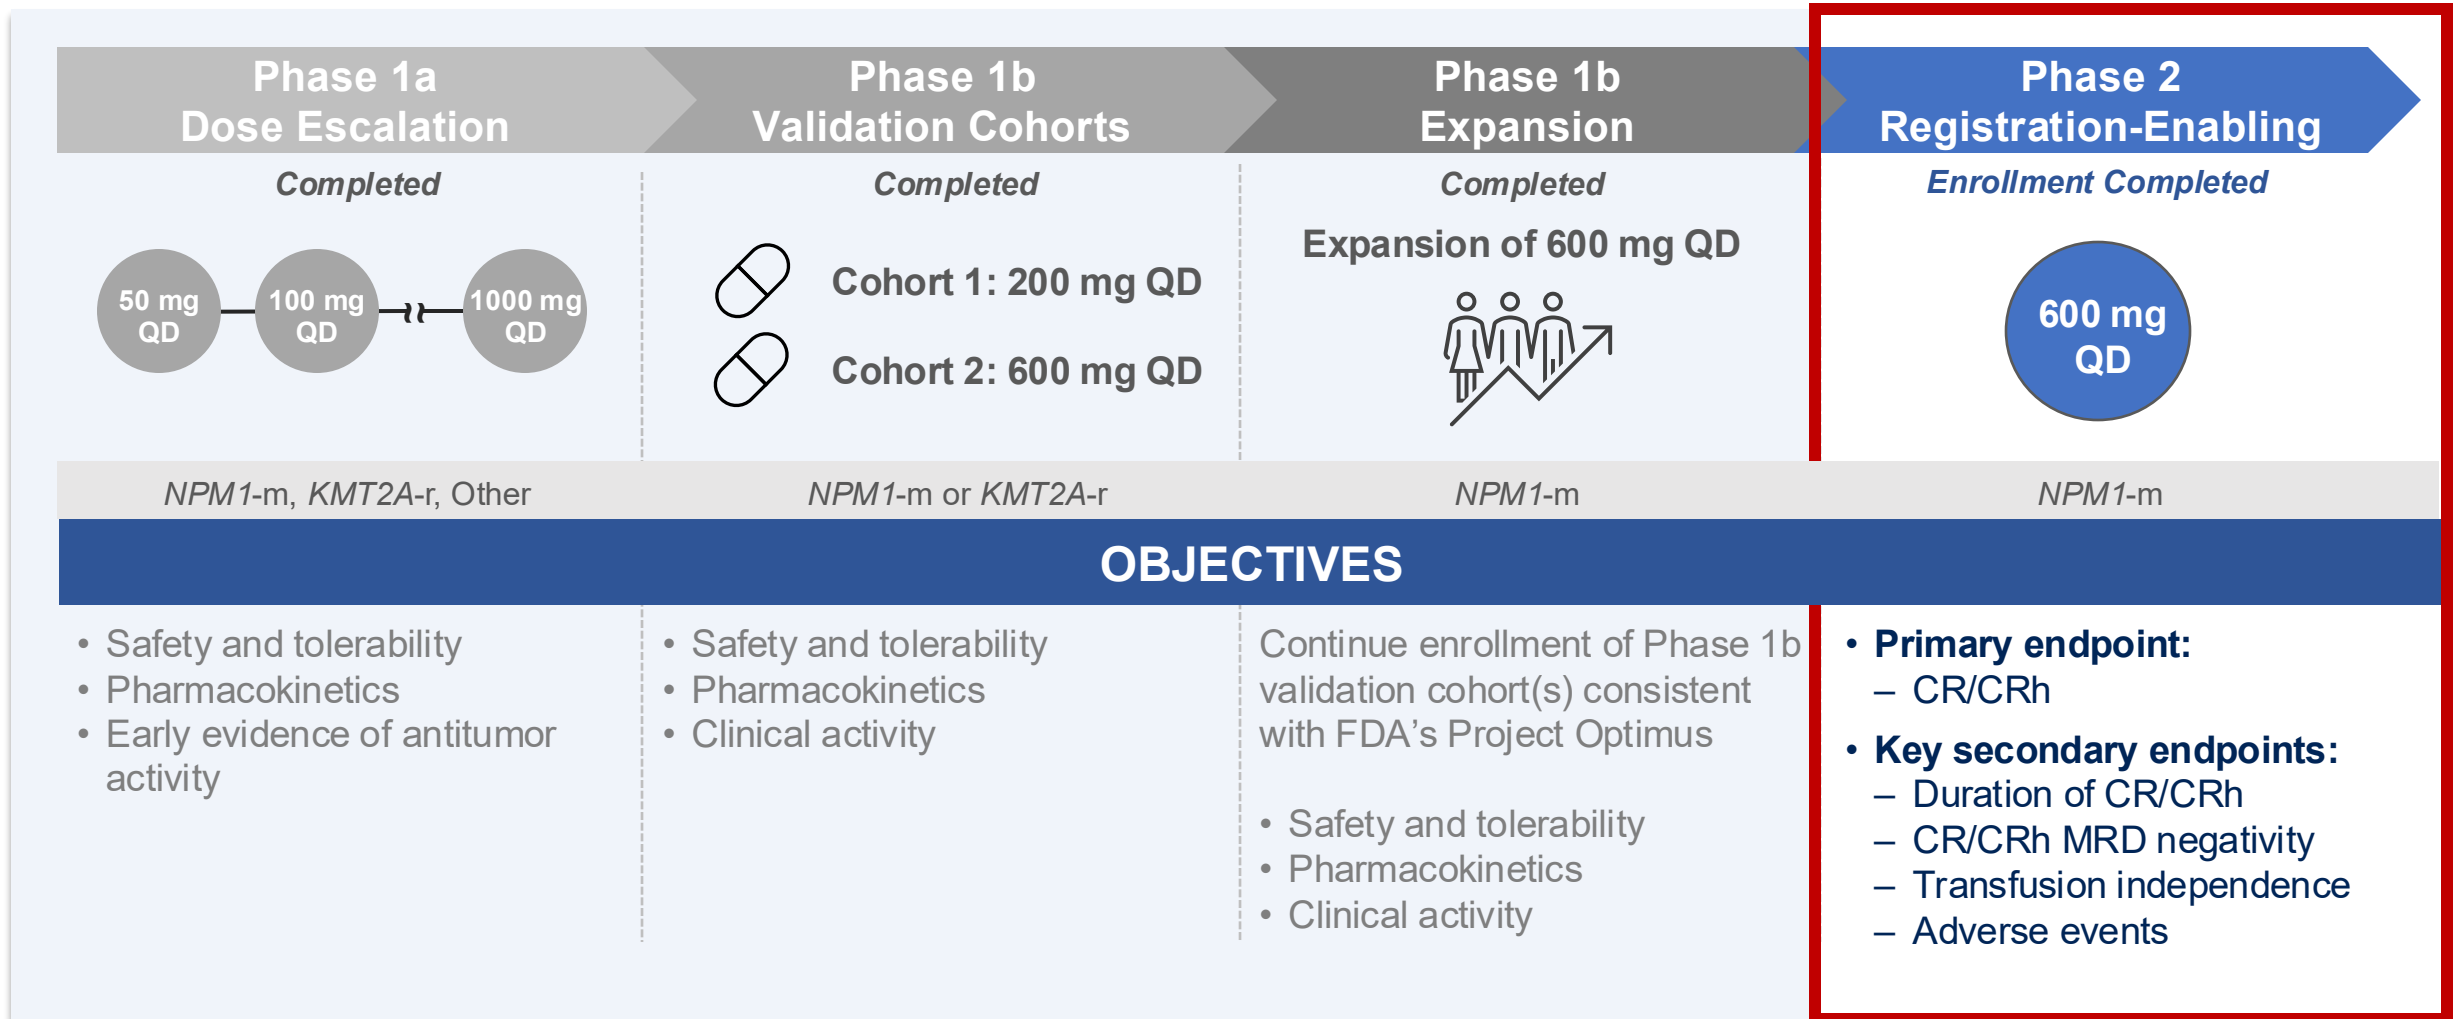 Phase 1a
Dose Escalation
Phase 1b
Validation Cohorts
Phase 1b
Expansion
Phase 2
Registration-Enabling
Completed
Completed
Completed
Enrollment Completed
50 mg
QD
100 mg
QD
1000 mg
QD
Cohort 1: 200 mg QD
Cohort 2: 600 mg QD
Expansion of 600 mg QD
600 mg
QD
NPM1-m, KMT2A-r, Other
NPM1-m or KMT2A-r
NPM1-m
NPM1-m
OBJECTIVES
• Safety and tolerability
• Pharmacokinetics
• Early evidence of antitumor
activity
• Safety and tolerability
• Pharmacokinetics
• Clinical activity
Continue enrollment of Phase 1b
validation cohort(s) consistent
with FDA’s Project Optimus
• Safety and tolerability
• Pharmacokinetics
• Clinical activity
• Primary endpoint:
– CR/CRh
• Key secondary endpoints:
– Duration of CR/CRh
– CR/CRh MRD negativity
– Transfusion independence
– Adverse events